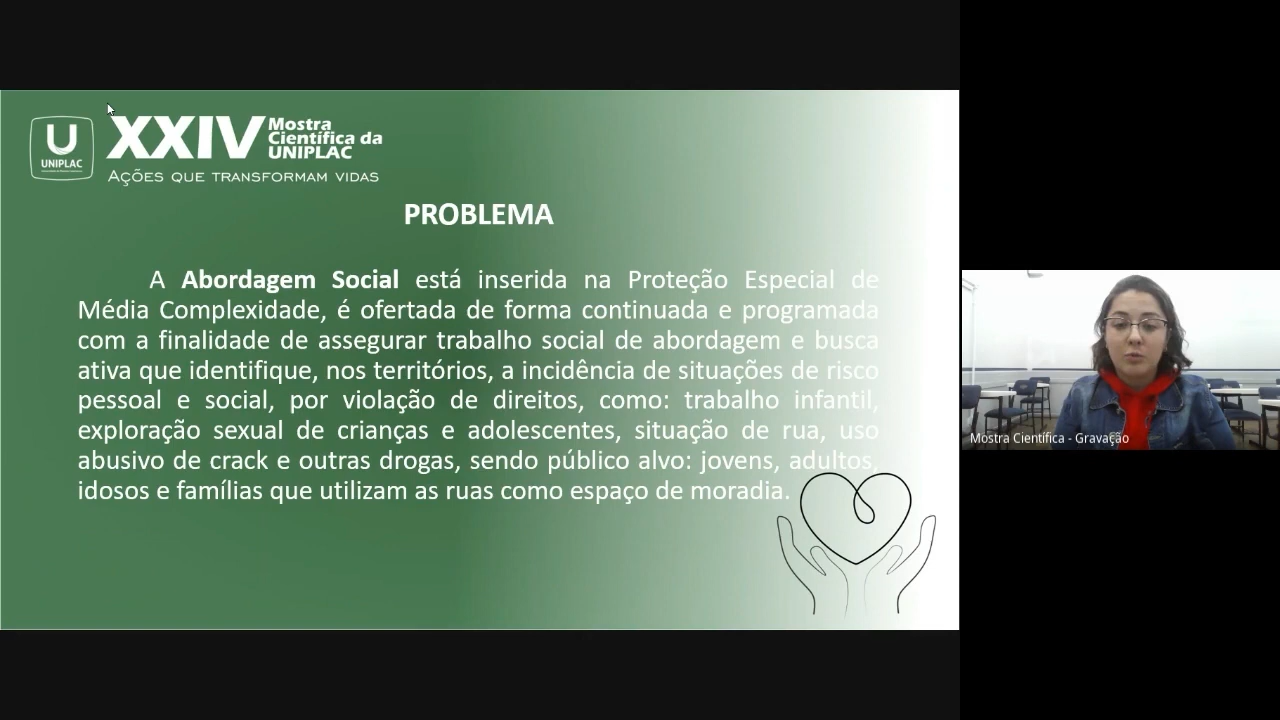 U
UNIPLAC
XXIV
Mostra
Científica da
UNIPLAC
AÇÕES QUE TRANSFORMAM VIDAS
PROBLEMA
A Abordagem Social está inserida na Proteção Especial de
Média Complexidade, é ofertada de forma continuada e programada
com a finalidade de assegurar trabalho social de abordagem e busca
ativa que identifique, nos territórios, a incidência de situações de risco
pessoal e social, por violação de direitos, como: trabalho infantil,
exploração sexual de crianças e adolescentes, situação de rua, uso
abusivo de crack e outras drogas, sendo público alvo: jovens, adultos,
idosos e famílias que utilizam as ruas como espaço de moradia.
Mostra Científica - Gravação